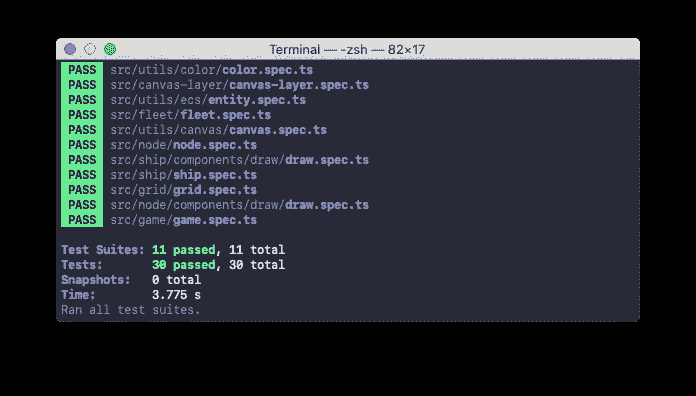 Terminal — -zsh — 82×17
PASS src/utils/color/color.spec.ts
PASS src/canvas-layer/canvas-layer.spec.ts
PASS src/utils/ecs/entity.spec.ts
PASS src/fleet/fleet.spec.ts
PASS src/utils/canvas/canvas.spec.ts
PASS src/node/node.spec.ts
PASS src/ship/components/draw/draw.spec.ts
PASS src/ship/ship.spec.ts
PASS src/grid/grid.spec.ts
PASS src/node/components/draw/draw.spec.ts
PASS src/game/game.spec.ts
Test Suites: 11 passed, 11 total
Tests: 30 passed, 30 total
Snapshots: 0 total
Time: 3.775 s
Ran all test suites.